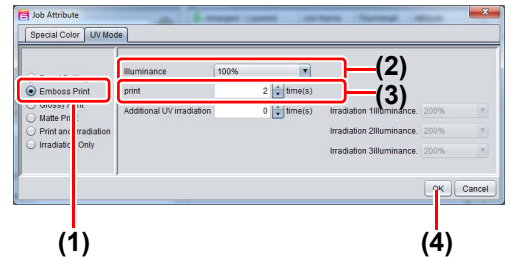 Job Attribute
Special Color UV Mode
Illuminance 100% (2)
Emboss Print print 2 time(s) (3)
Additional UV irradiation 0 time(s) Irradiation 1Illuminance. 200%
Matte Print
Print and Irradiation Irradiation 2Illuminance. 200%
Irradiation Only Irradiation 3Illuminance. 200%
OK Cancel
(1) (4)